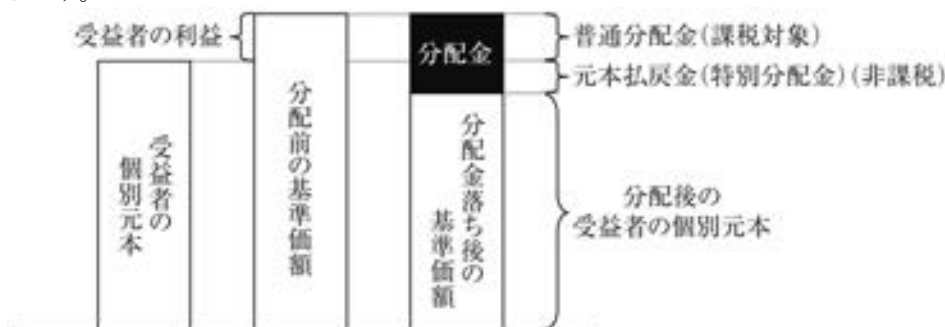 受益者の利益
分配金
普通分配金(課税対象)
元本払戻金(特別分配金)(非課税)
受益者の
個別元本
分配前の基準価額
分配金落ち後の
基準価額
分配後の
受益者の個別元本